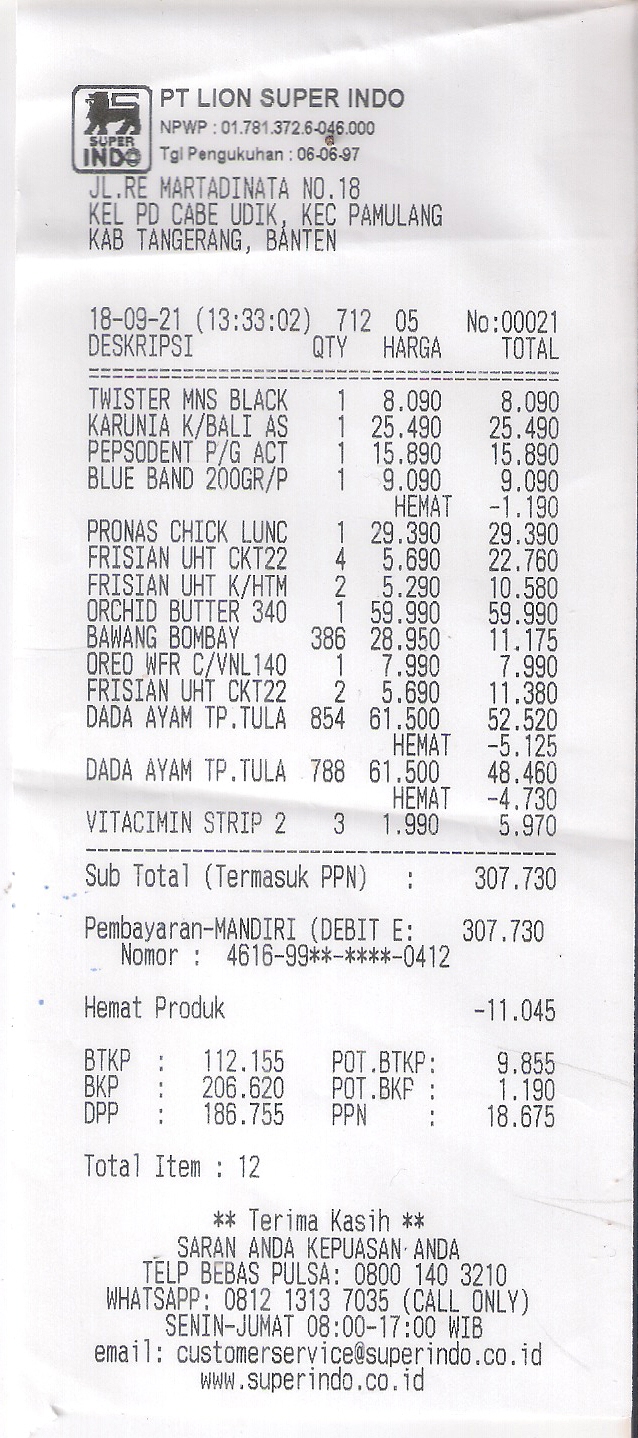 SUPER
INDO
PT LION SUPER INDO
NPWP : 01.781.372.6-046.000
Tgl Pengukuhan : 06-06-97
JL.RE MARTADINATA NO.18
KEL PD CABE UDIK, KEC PAMULANG
KAB TANGERANG, BANTEN
18-09-21 (13:33:02) 712 05 No:00021
DESKRIPSI QTY HARGA TOTAL
TWISTER MNS BLACK 1 8.090 8.090
KARUNIA K/BALI AS 1 25.490 25.490
PEPSODENT P/G ACT 1 15.890 15.890
BLUE BAND 200GR/P 1 9.090 9.090
HEMAT -1.190
PRONAS CHICK LUNC 1 29.390 29.390
FRISIAN UHT CKT22 4 5.690 22.760
FRISIAN UHT K/HTM 2 5.290 10.580
ORCHID BUTTER 340 1 59.990 59.990
BAWANG BOMBAY 386 28.950 11.175
OREO WFR C/VNL140 1 7.990 7.990
FRISIAN UHT CKT22 2 5.690 11.380
DADA AYAM TP.TULA 854 61.500 52.520
HEMAT -5.125
DADA AYAM TP.TULA 788 61.500 48.460
HEMAT -4.730
VITACIMIN STRIP 2 3 1.990 5.970
Sub Total (Termasuk PPN) : 307.730
Pembayaran-MANDIRI (DEBIT E: 307.730
Nomor : 4616-99**-****-0412
Hemat Produk -11.045
BTKP : 112.155 POT.BTKP: 9.855
BKP : 206.620 POT.BKP : 1.190
DPP : 186.755 PPN : 18.675
Total Item : 12
** Terima Kasih **
SARAN ANDA KEPUASAN ANDA
TELP BEBAS PULSA: 0800 140 3210
WHATSAPP: 0812 1313 7035 (CALL ONLY)
SENIN-JUMAT 08:00-17:00 WIB
email: customerservice@superindo.co.id
www.superindo.co.id